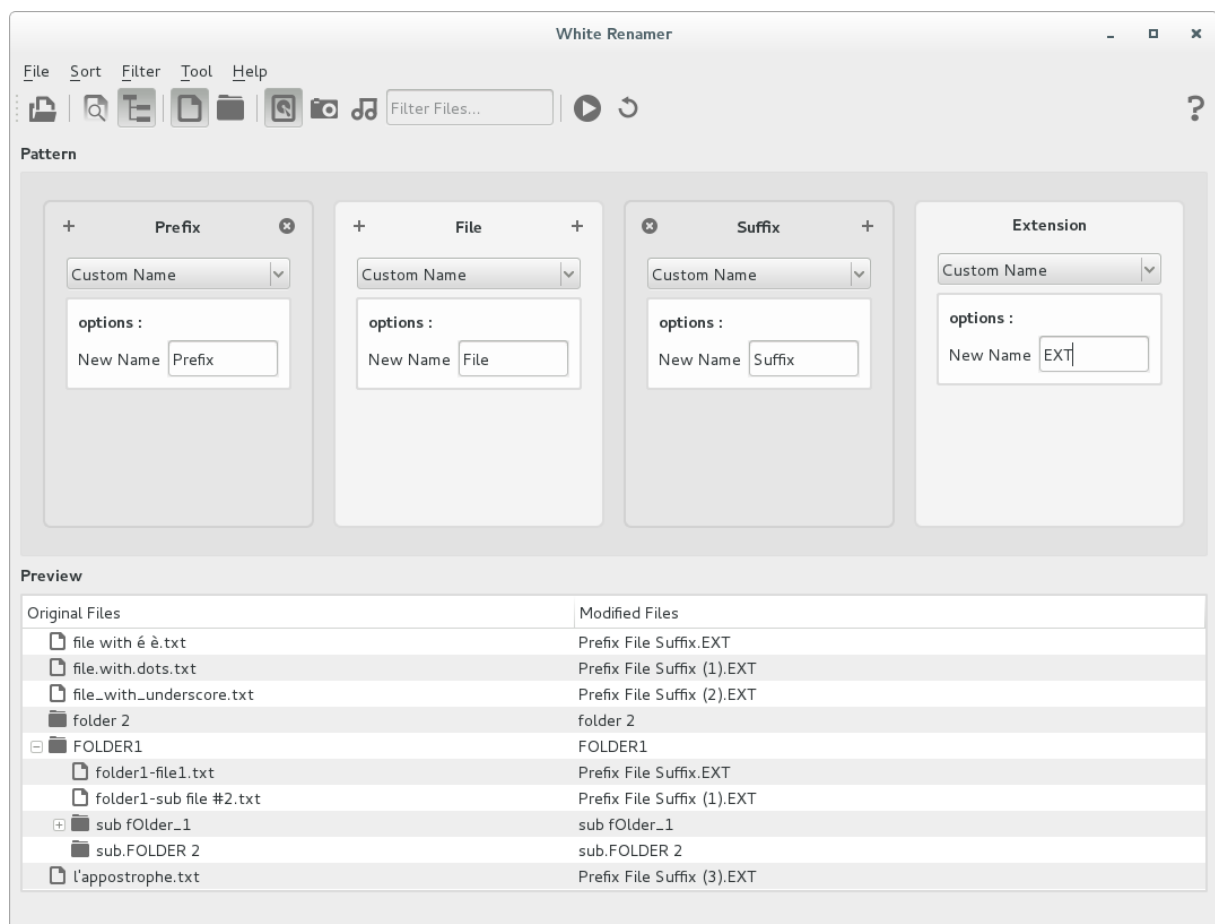 White Renamer
File Sort Filter Tool Help
Filter Files...
?
Pattern
Prefix
File
Suffix
Extension
Custom Name
Custom Name
Custom Name
Custom Name
options :
options :
options :
options :
New Name Prefix
New Name File
New Name Suffix
New Name EXT
Preview
Original Files Modified Files
file with é è.txt Prefix File Suffix.EXT
file.with.dots.txt Prefix File Suffix (1).EXT
file_with_underscore.txt Prefix File Suffix (2).EXT
folder 2 folder 2
FOLDER1 FOLDER1
folder1-file1.txt Prefix File Suffix.EXT
folder1-sub file #2.txt Prefix File Suffix (1).EXT
sub fOlder_1 sub fOlder_1
sub.FOLDER 2 sub.FOLDER 2
l'appostrophe.txt Prefix File Suffix (3).EXT